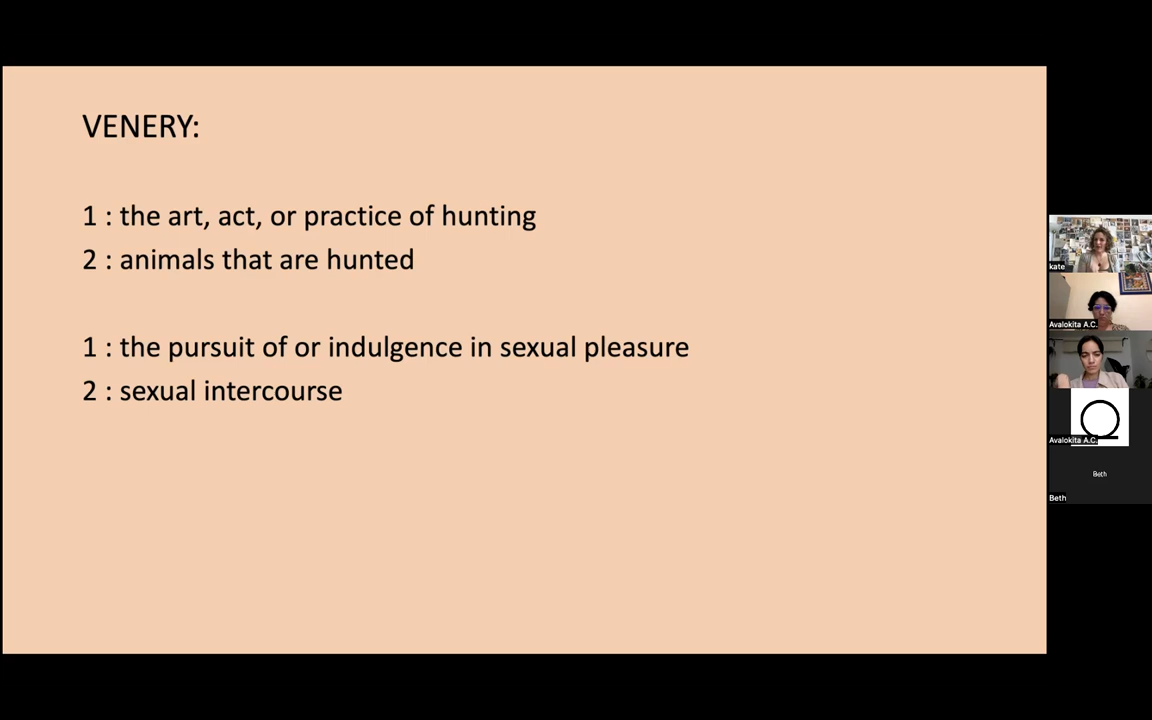 VENERY:
1 : the art, act, or practice of hunting
2 : animals that are hunted
1 : the pursuit of or indulgence in sexual pleasure
2 : sexual intercourse
kate
Avalokita A.C.
Avalokita A.C.
Beth
Beth